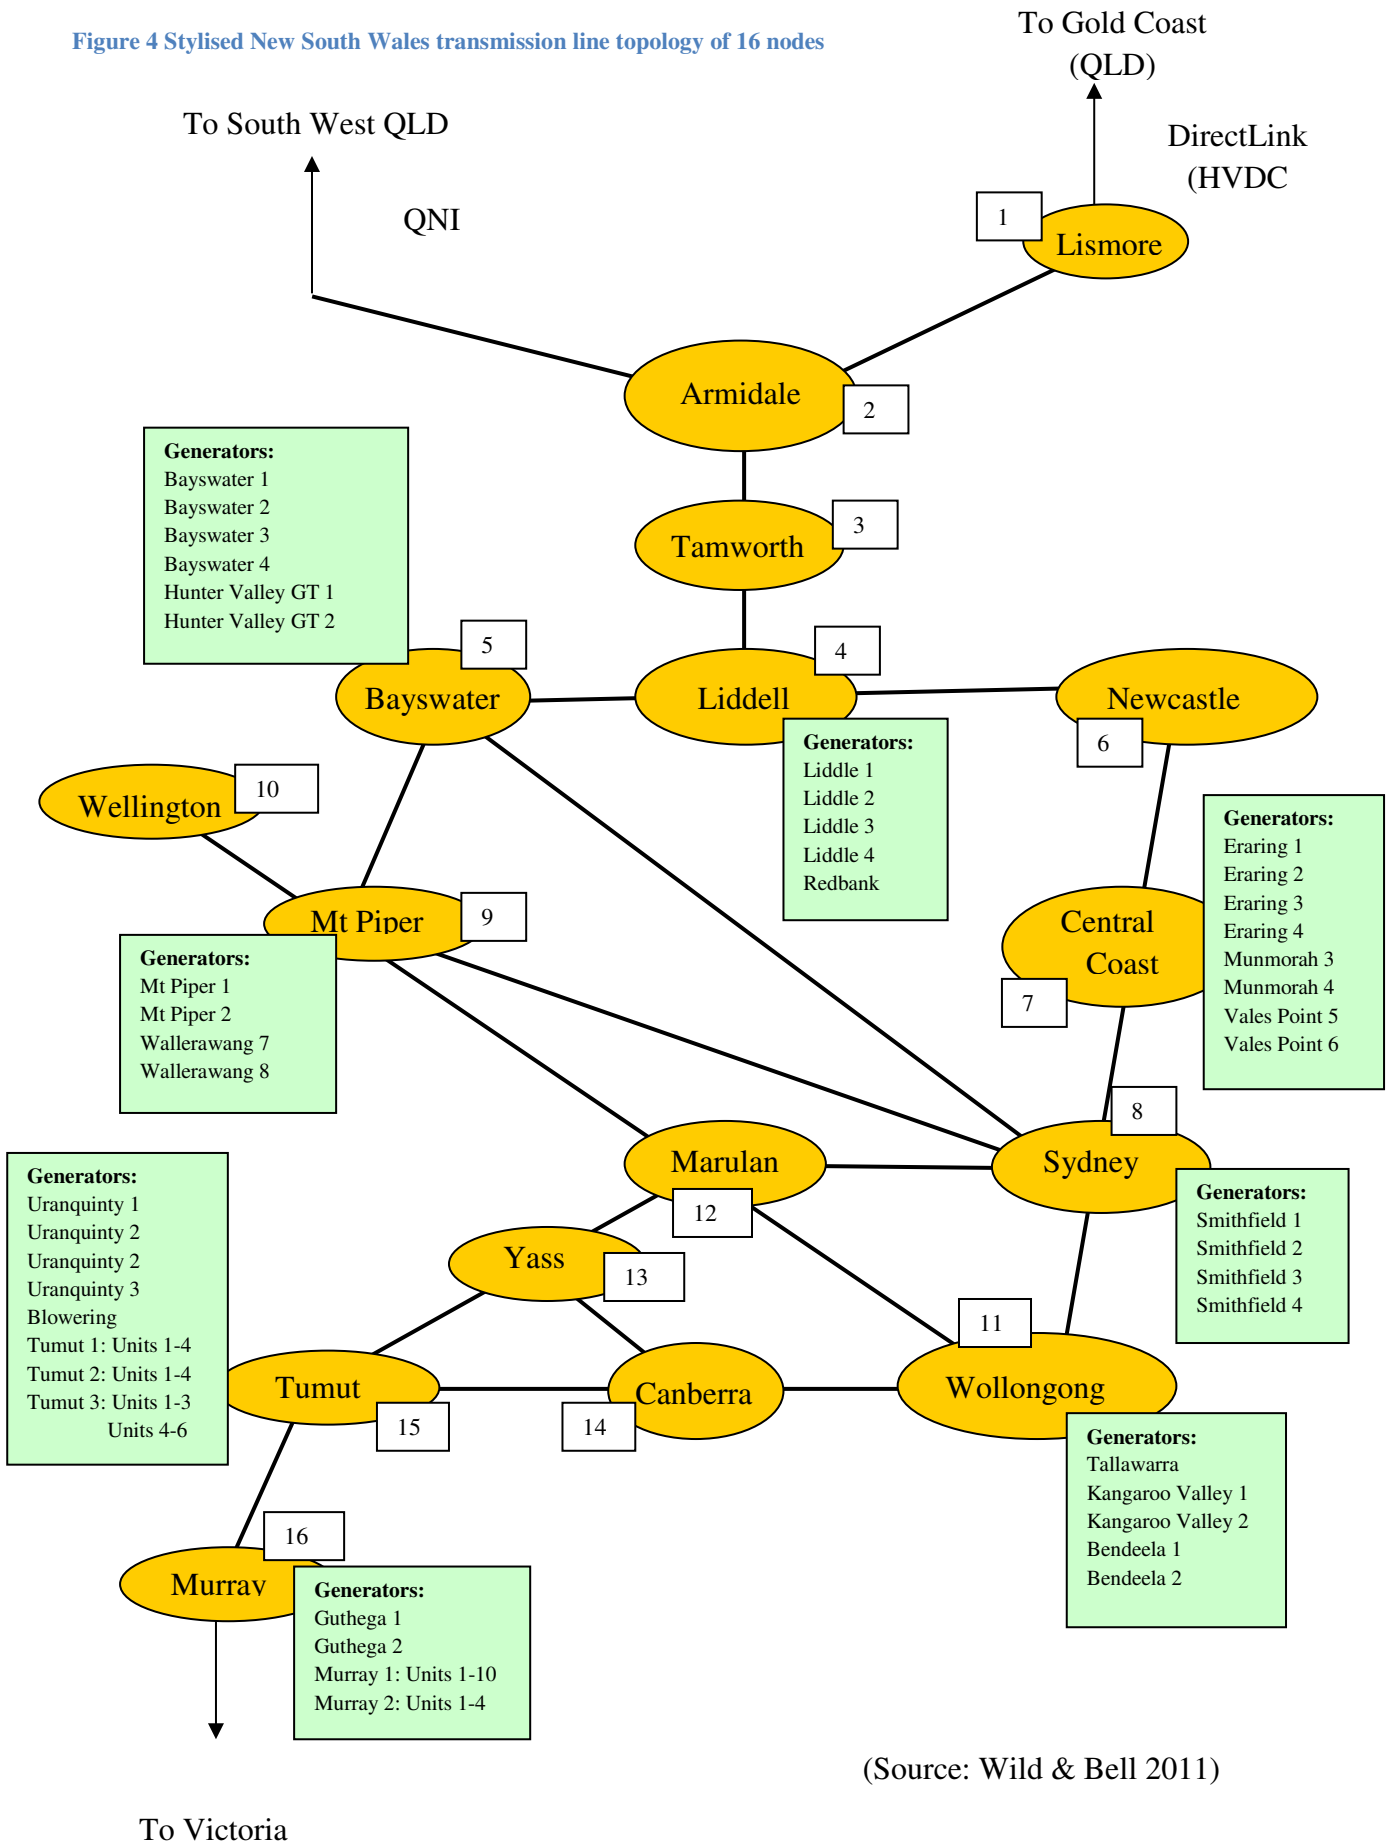 Figure 4 Stylised New South Wales transmission line topology of 16 nodes
To Gold Coast
(QLD)
To South West QLD
DirectLink
(HVDC
QNI
1
Lismore
Armidale
2
Generators:
Bayswater 1
Bayswater 2
Bayswater 3
Bayswater 4
Hunter Valley GT 1
Hunter Valley GT 2
3
Tamworth
5
Bayswater
4
Liddell
Newcastle
6
Generators:
Liddle 1
Liddle 2
Liddle 3
Liddle 4
Redbank
10
Wellington
Generators:
Eraring 1
Eraring 2
Eraring 3
Eraring 4
Munmorah 3
Munmorah 4
Vales Point 5
Vales Point 6
Mt Piper
9
Central
Coast
7
Generators:
Mt Piper 1
Mt Piper 2
Wallerawang 7
Wallerawang 8
8
Sydney
Marulan
12
Generators:
Smithfield 1
Smithfield 2
Smithfield 3
Smithfield 4
Generators:
Uranquinty 1
Uranquinty 2
Uranquinty 2
Uranquinty 3
Blowering
Tumut 1: Units 1-4
Tumut 2: Units 1-4
Tumut 3: Units 1-3
Units 4-6
Yass
13
11
Wollongong
Tumut
15
Canberra
14
Generators:
Tallawarra
Kangaroo Valley 1
Kangaroo Valley 2
Bendeela 1
Bendeela 2
16
Murray
Generators:
Guthega 1
Guthega 2
Murray 1: Units 1-10
Murray 2: Units 1-4
(Source: Wild & Bell 2011)
To Victoria